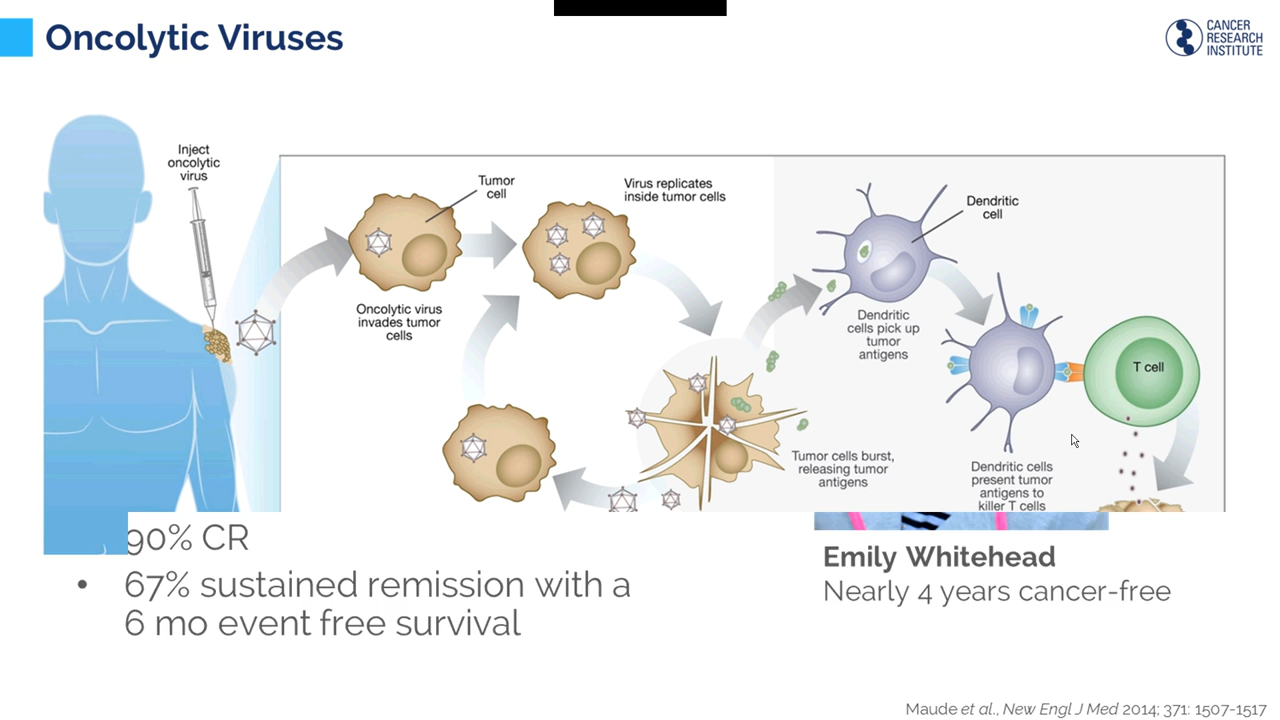 Oncolytic Viruses
CANCER
RESEARCH
INSTITUTE
Inject
oncolytic
virus
Tumor
cell
Virus replicates
inside tumor cells
Dendritic
cell
Oncolytic virus
invades tumor
cells
Dendritic
cells pick up
tumor
antigens
T cell
Tumor cells burst,
releasing tumor
antigens
Dendritic cells
present tumor
antigens to
killer T cells
90% CR
• 67% sustained remission with a
6 mo event free survival
Emily Whitehead
Nearly 4 years cancer-free
Maude et al., New Engl J Med 2014; 371: 1507-1517